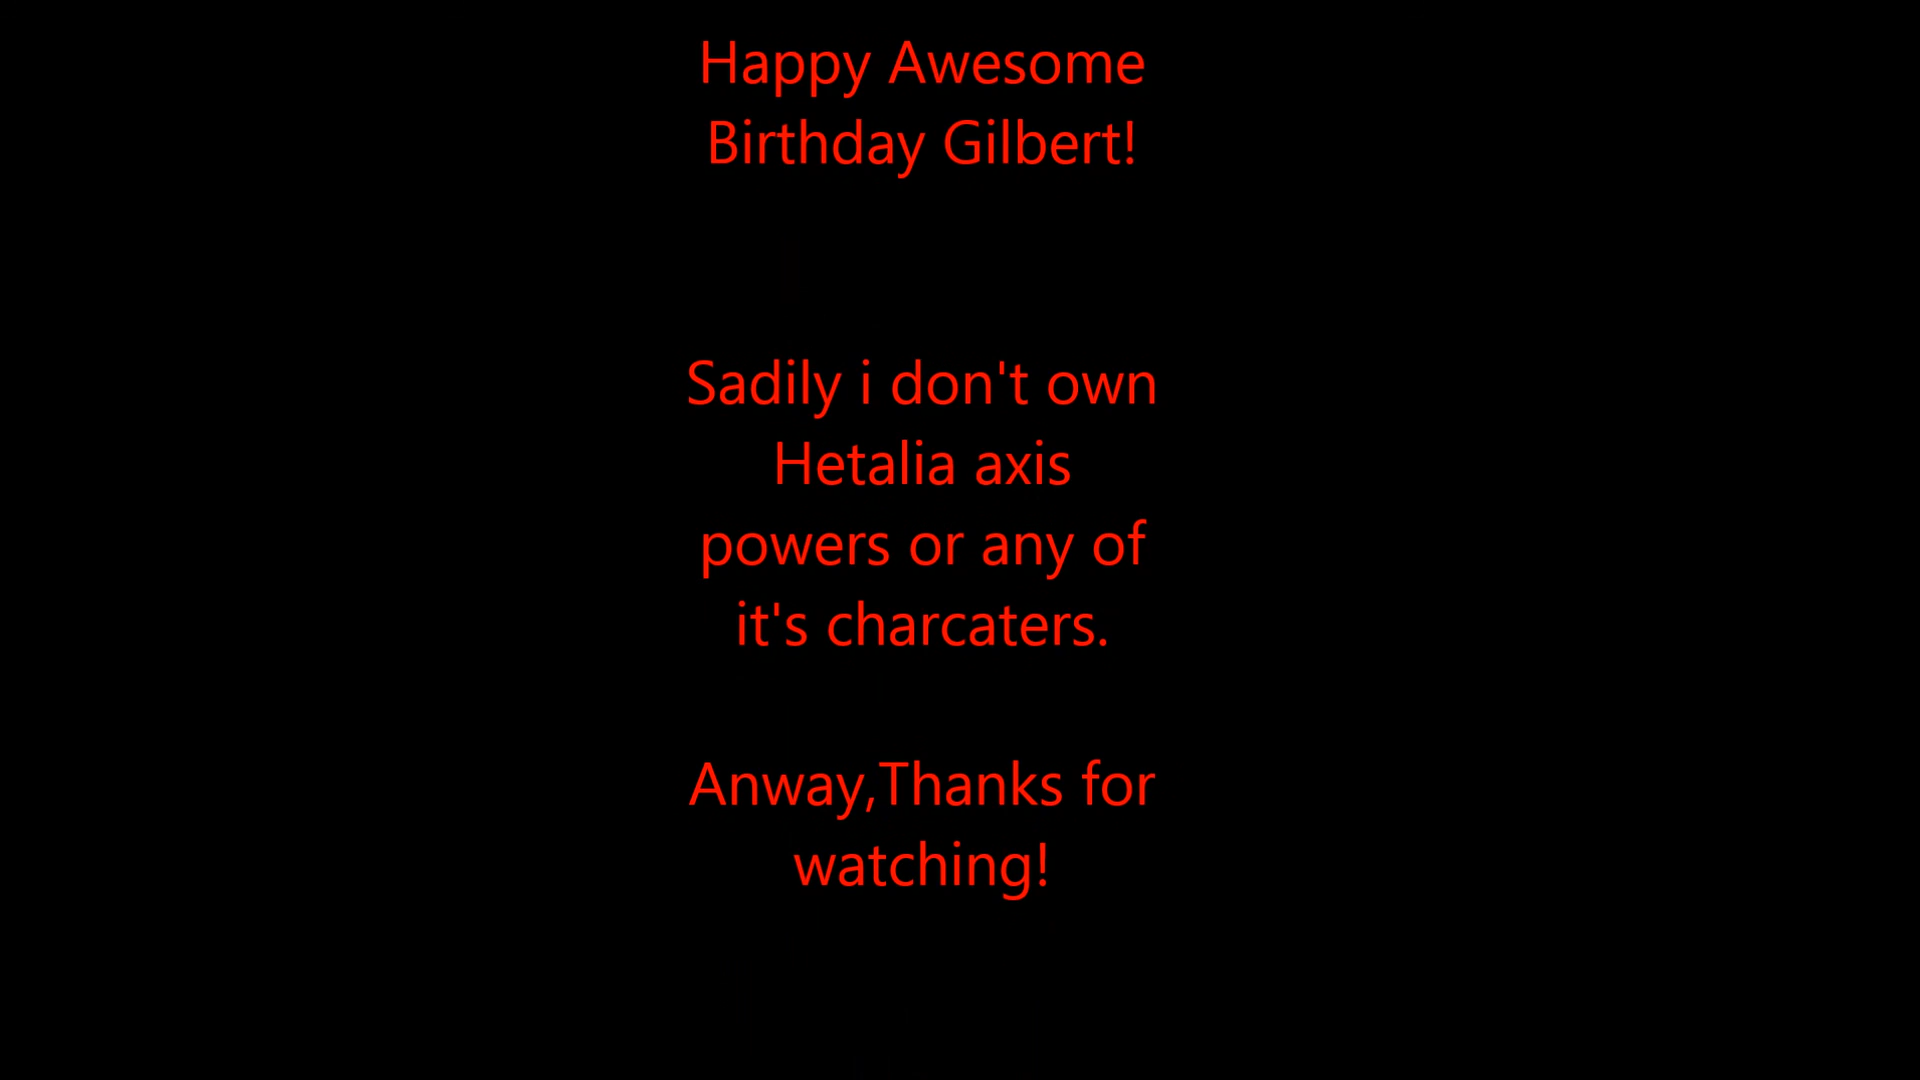 Happy Awesome
Birthday Gilbert!
Sadily i don't own
Hetalia axis
powers or any of
it's charcaters.
Anway,Thanks for
watching!